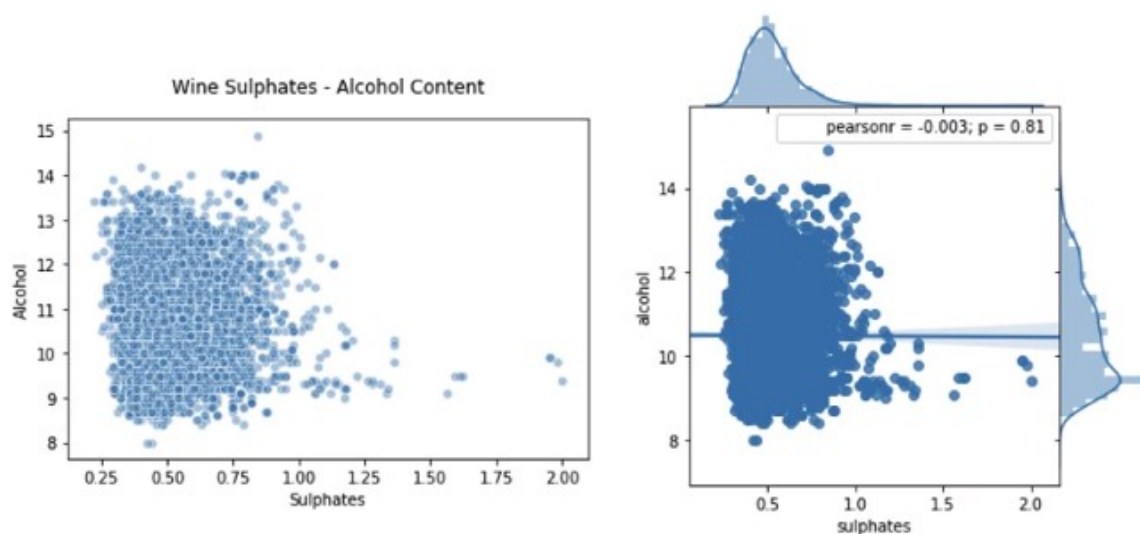 Wine Sulphates - Alcohol Content
15
14
13
12
11
10
9
8
Alcohol
0.25 0.50 0.75 1.00 1.25 1.50 1.75 2.00
Sulphates
pearsonr = -0.003; p = 0.81
14
12
10
8
alcohol
0.5 1.0 1.5 2.0
sulphates